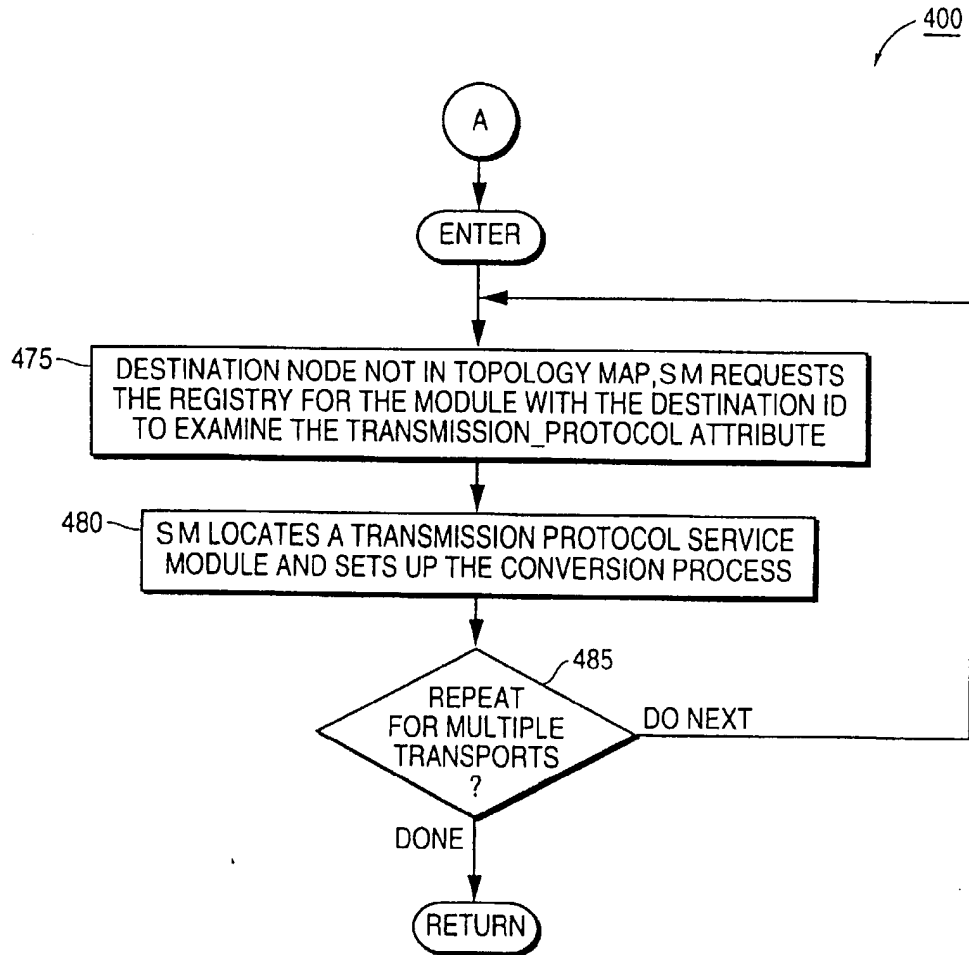 400
A
ENTER
475
DESTINATION NODE NOT IN TOPOLOGY MAP, SM REQUESTS
THE REGISTRY FOR THE MODULE WITH THE DESTINATION ID
TO EXAMINE THE TRANSMISSION_PROTOCOL ATTRIBUTE
480
SM LOCATES A TRANSMISSION PROTOCOL SERVICE
MODULE AND SETS UP THE CONVERSION PROCESS
485
REPEAT
FOR MULTIPLE
TRANSPORTS
?
DO NEXT
DONE
RETURN